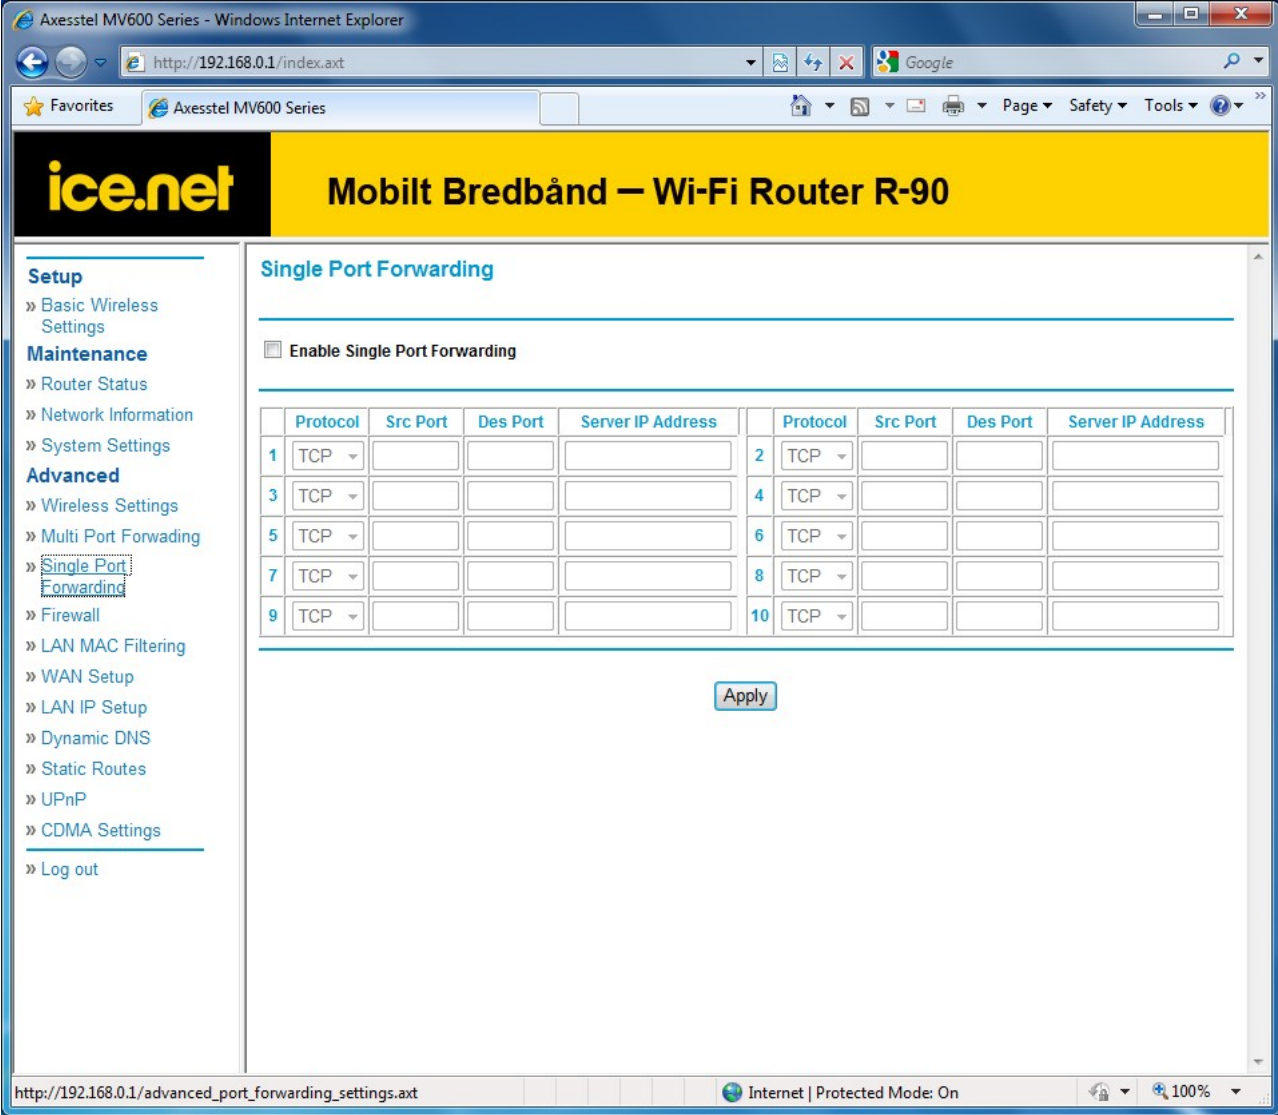 Axesstel MV600 Series - Windows Internet Explorer
http://192.168.0.1/index.axt
Google
Favorites
Axesstel MV600 Series
Page
Safety
Tools
ice.net
Mobilt Bredbånd – Wi-Fi Router R-90
Setup
» Basic Wireless
Settings
Maintenance
» Router Status
» Network Information
» System Settings
Advanced
» Wireless Settings
» Multi Port Forwading
» Single Port
Forwarding
» Firewall
» LAN MAC Filtering
» WAN Setup
» LAN IP Setup
» Dynamic DNS
» Static Routes
» UPnP
» CDMA Settings
» Log out
Single Port Forwarding
Enable Single Port Forwarding
Protocol Src Port Des Port Server IP Address Protocol Src Port Des Port Server IP Address
1 TCP 2 TCP
3 TCP 4 TCP
5 TCP 6 TCP
7 TCP 8 TCP
9 TCP 10 TCP
Apply
http://192.168.0.1/advanced_port_forwarding_settings.axt
Internet | Protected Mode: On
100%